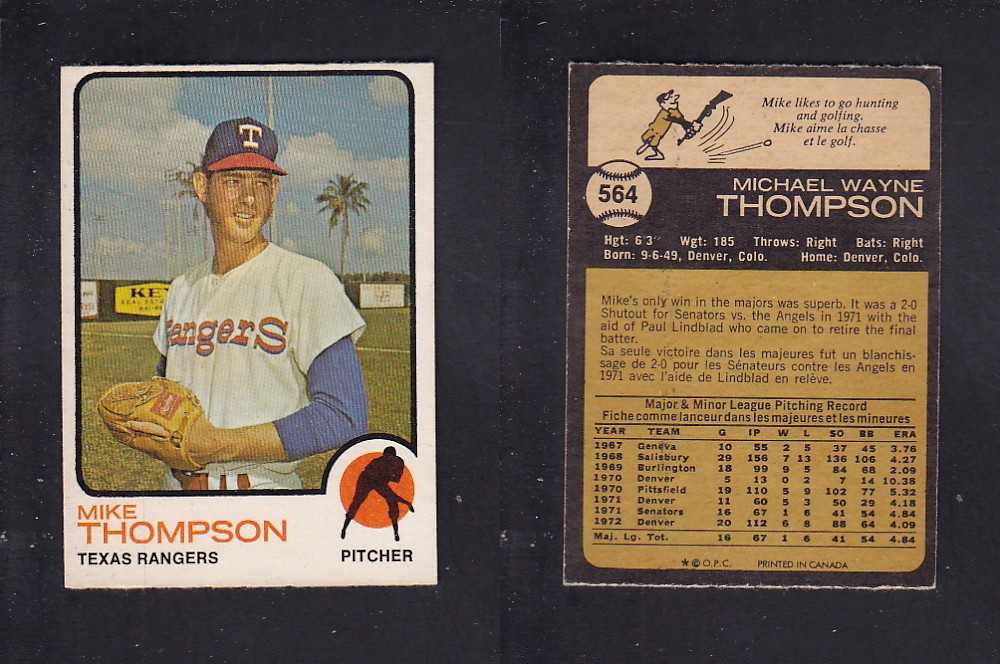 T
KEY
REAL ESTATE
Rangers
MIKE
THOMPSON
TEXAS RANGERS
PITCHER
Mike likes to go hunting
and golfing.
Mike aime la chasse
et le golf.
564
MICHAEL WAYNE
THOMPSON
Hgt: 6'3" Wgt: 185 Throws: Right Bats: Right
Born: 9-6-49, Denver, Colo. Home: Denver, Colo.
Mike's only win in the majors was superb. It was a 2-0
Shutout for Senators vs. the Angels in 1971 with the
aid of Paul Lindblad who came on to retire the final
batter.
Sa seule victoire dans les majeures fut un blanchis-
sage de 2-0 pour les Sénateurs contre les Angels en
1971 avec l'aide de Lindblad en relève.
Major & Minor League Pitching Record
Fiche comme lanceur dans les majeures et les mineures
YEAR TEAM G IP W L SO BB ERA
1967 Geneva 10 55 2 5 37 45 3.76
1968 Salisbury 29 156 7 13 136 106 4.27
1969 Burlington 18 99 9 5 84 68 2.09
1970 Denver 5 13 0 2 7 14 10.38
1970 Pittsfield 19 110 5 9 102 77 5.32
1971 Denver 11 60 5 3 50 29 4.18
1971 Senators 16 67 1 6 41 54 4.84
1972 Denver 20 112 6 8 88 64 4.09
Maj. Lg. Tot. 16 67 1 6 41 54 4.84
* © O.P.C. PRINTED IN CANADA